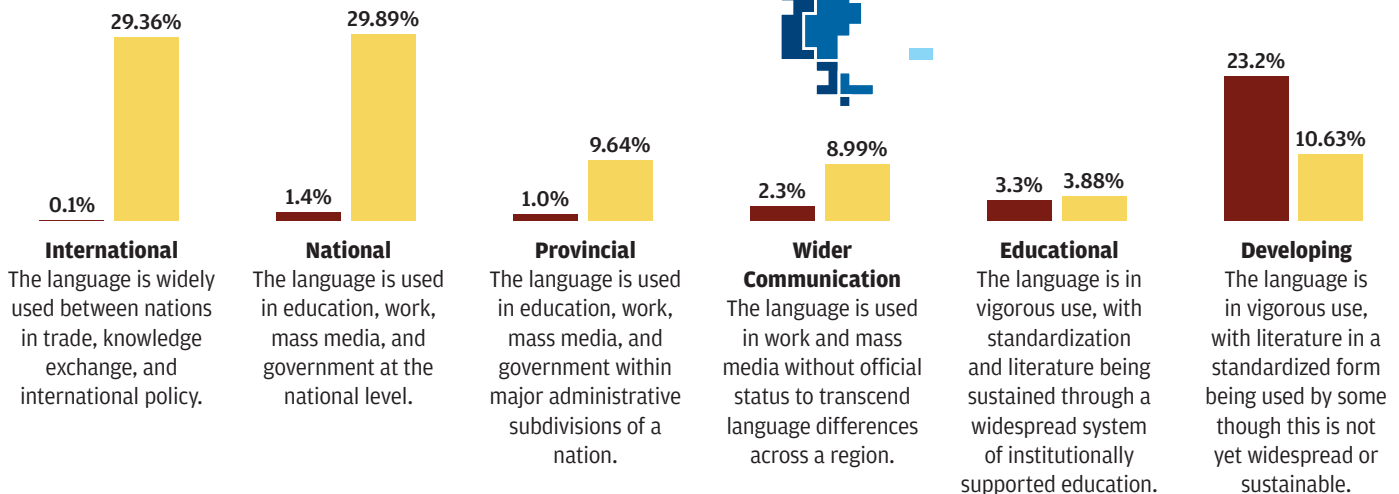 29.36%
0.1%
International
The language is widely
used between nations
in trade, knowledge
exchange, and
international policy.
29.89%
1.4%
National
The language is used
in education, work,
mass media, and
government at the
national level.
9.64%
1.0%
Provincial
The language is used
in education, work,
mass media, and
government within
major administrative
subdivisions of a
nation.
8.99%
2.3%
Wider
Communication
The language is used
in work and mass
media without official
status to transcend
language differences
across a region.
3.3% 3.88%
Educational
The language is in
vigorous use, with
standardization
and literature being
sustained through a
widespread system
of institutionally
supported education.
23.2%
10.63%
Developing
The language is
in vigorous use,
with literature in a
standardized form
being used by some
though this is not
yet widespread or
sustainable.